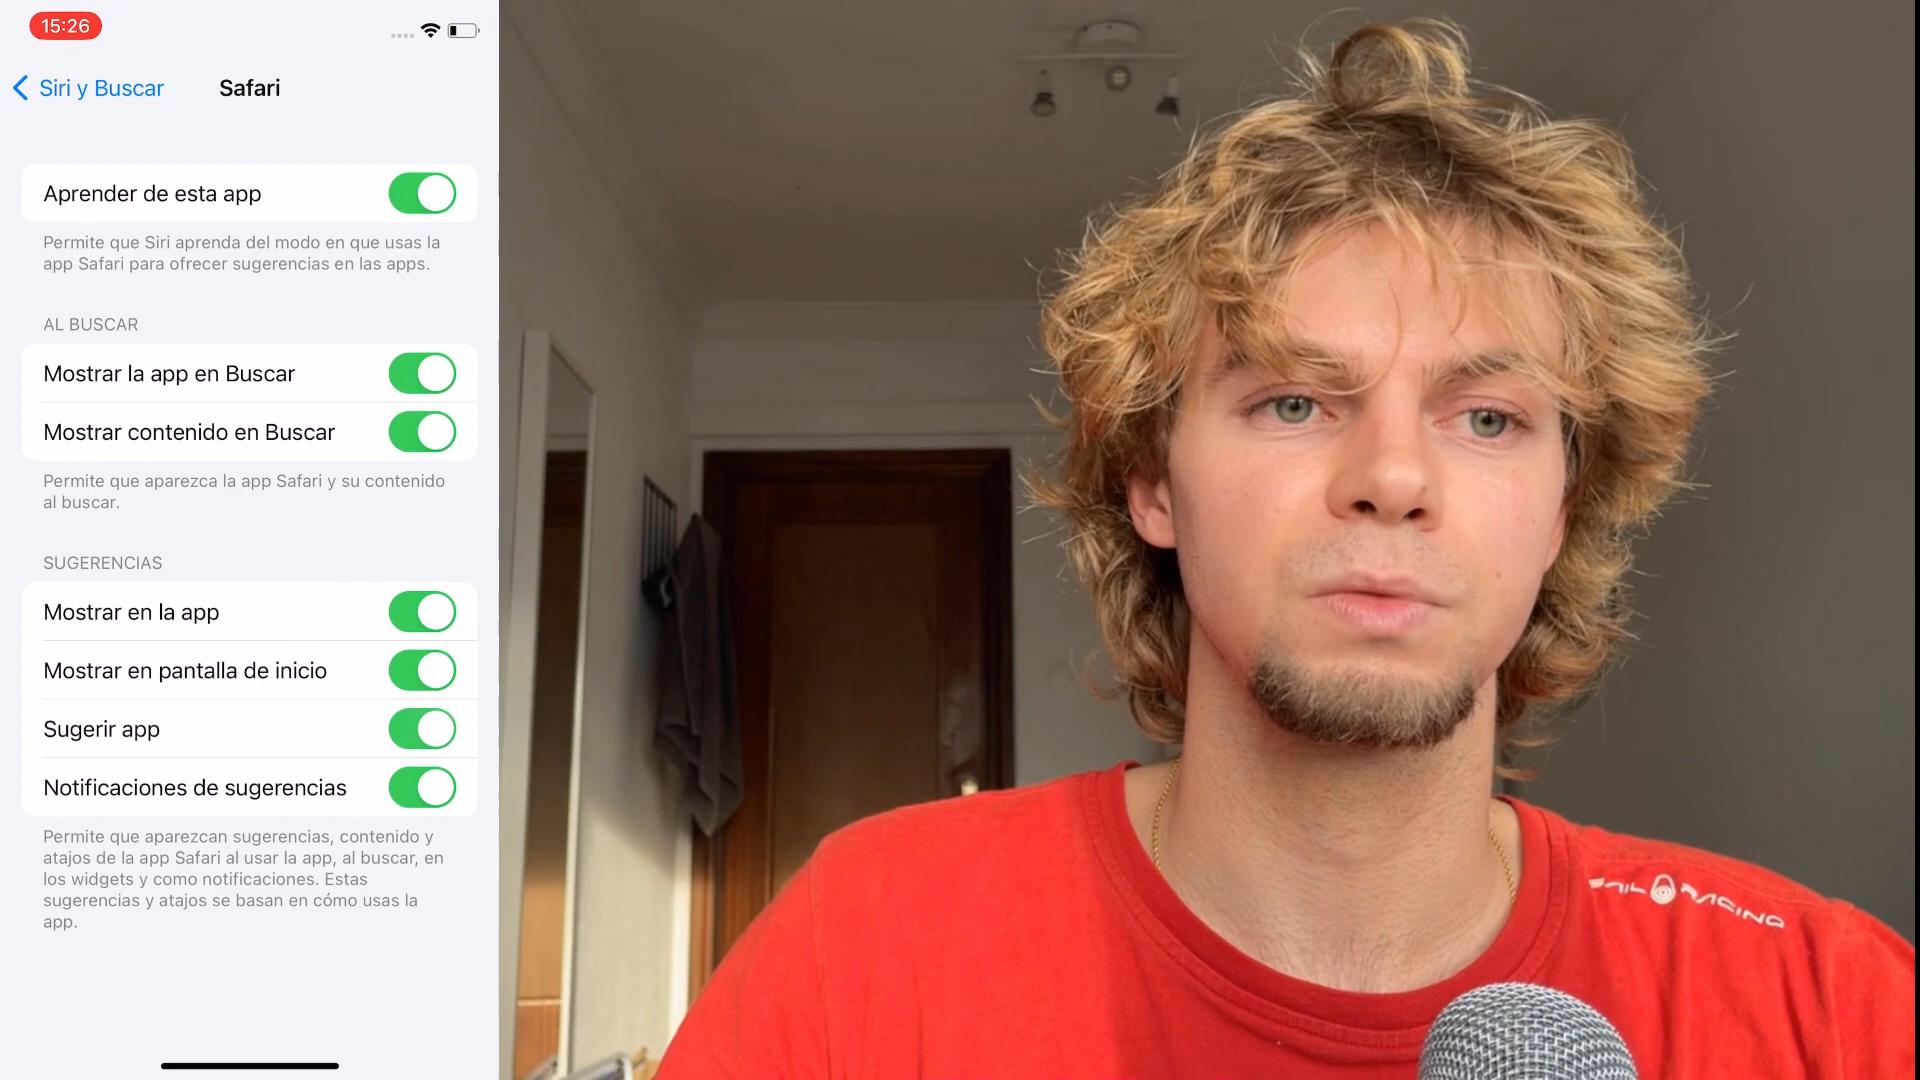 15:26
Siri y Buscar
Safari
Aprender de esta app
Permite que Siri aprenda del modo en que usas la
app Safari para ofrecer sugerencias en las apps.
AL BUSCAR
Mostrar la app en Buscar
Mostrar contenido en Buscar
Permite que aparezca la app Safari y su contenido
al buscar.
SUGERENCIAS
Mostrar en la app
Mostrar en pantalla de inicio
Sugerir app
Notificaciones de sugerencias
Permite que aparezcan sugerencias, contenido y
atajos de la app Safari al usar la app, al buscar, en
los widgets y como notificaciones. Estas
sugerencias y atajos se basan en cómo usas la
app.
RACING